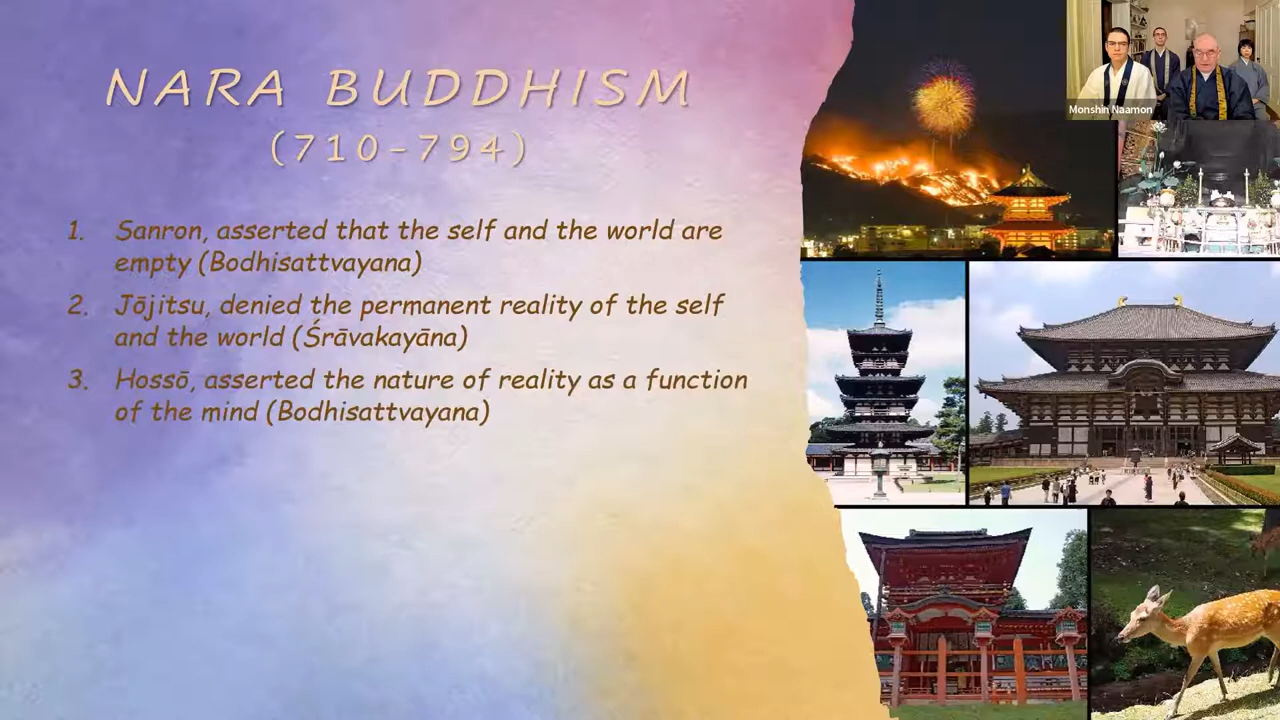 NARA BUDDHISM
(710-794)
1. Sanron, asserted that the self and the world are
empty (Bodhisattvayana)
2. Jōjitsu, denied the permanent reality of the self
and the world (Śrāvakayāna)
3. Hossō, asserted the nature of reality as a function
of the mind (Bodhisattvayana)
Monshin Naamon